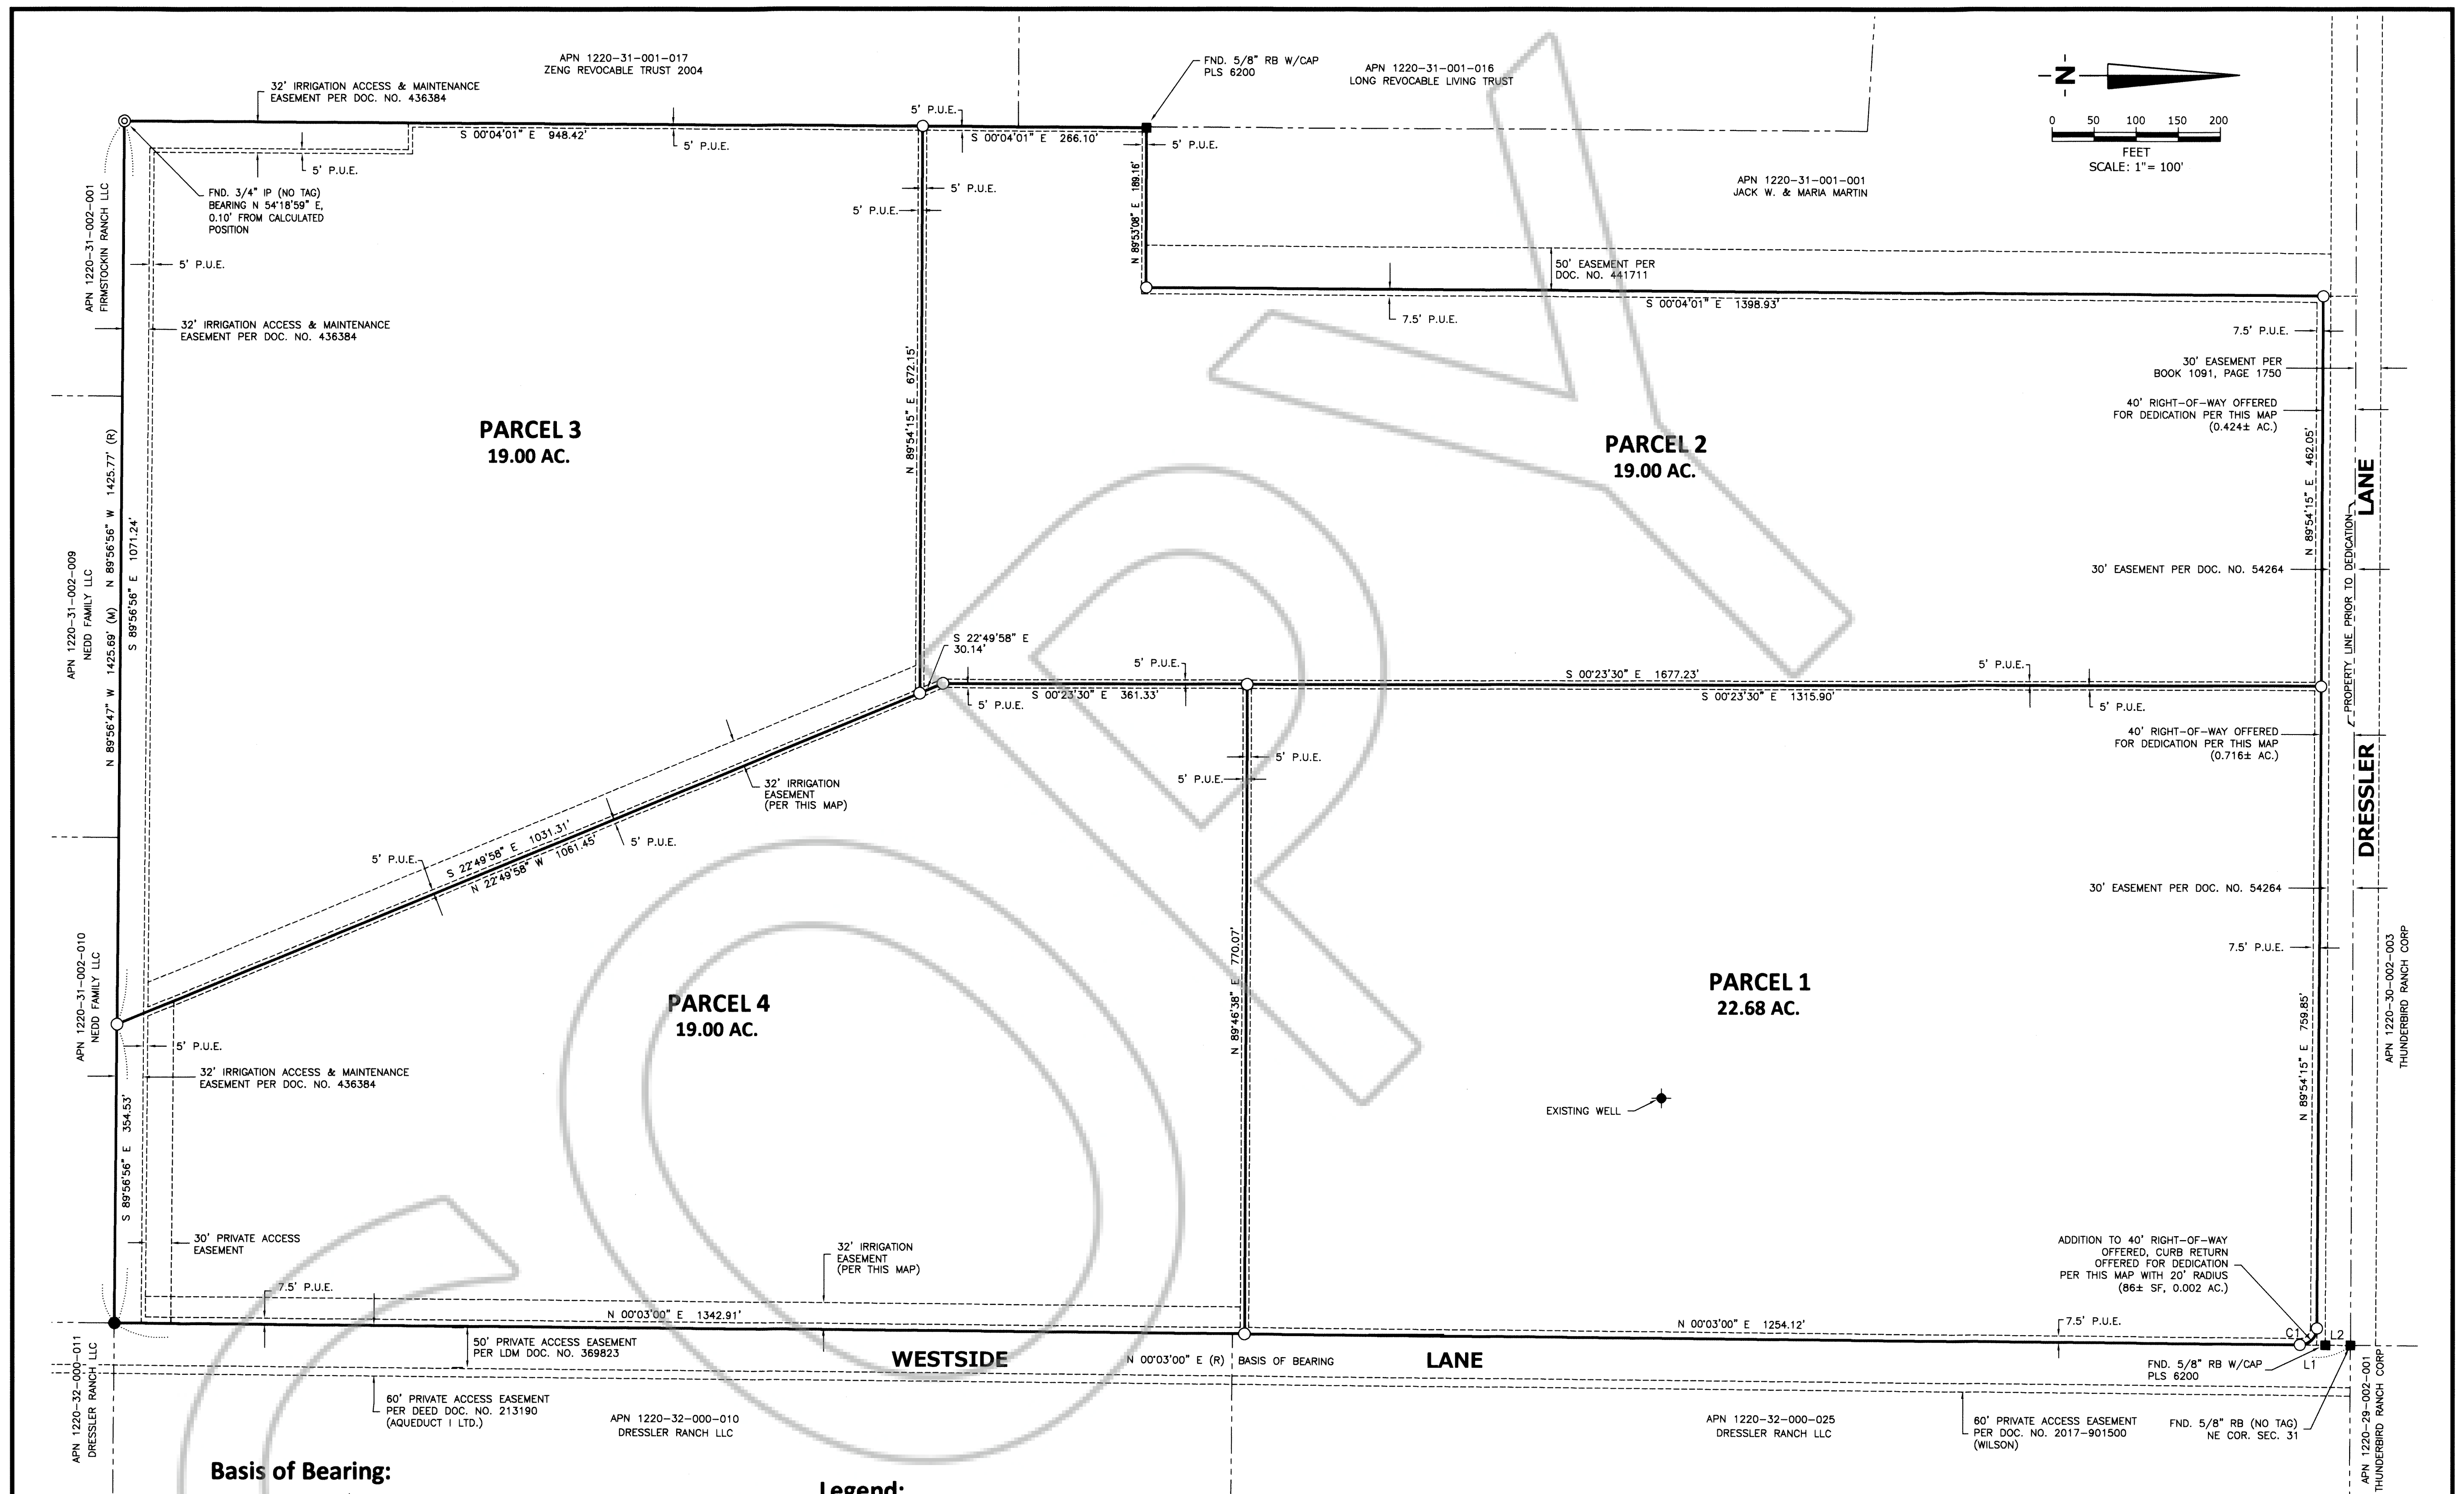 APN 1220-31-001-017
ZENG REVOCABLE TRUST 2004
32' IRRIGATION ACCESS & MAINTENANCE
EASEMENT PER DOC. NO. 436384
FND. 5/8" RB W/CAP
PLS 6200
APN 1220-31-001-016
LONG REVOCABLE LIVING TRUST
N
0 50 100 150 200
FEET
SCALE: 1"= 100'
5' P.U.E.
S 00°04'01" E 948.42'
5' P.U.E.
S 00°04'01" E 266.10'
5' P.U.E.
5' P.U.E.
APN 1220-31-001-001
JACK W. & MARIA MARTIN
FND. 3/4" IP (NO TAG)
BEARING N 54°18'59" E,
0.10' FROM CALCULATED
POSITION
APN 1220-31-002-001
FIRMSTOCKIN RANCH LLC
5' P.U.E.
5' P.U.E.
N 89°53'08" E 189.16'
5' P.U.E.
50' EASEMENT PER
DOC. NO. 441711
S 00°04'01" E 1398.93'
7.5' P.U.E.
32' IRRIGATION ACCESS & MAINTENANCE
EASEMENT PER DOC. NO. 436384
7.5' P.U.E.
30' EASEMENT PER
BOOK 1091, PAGE 1750
40' RIGHT-OF-WAY OFFERED
FOR DEDICATION PER THIS MAP
(0.424± AC.)
N 89°54'15" E 672.15'
PARCEL 3
19.00 AC.
PARCEL 2
19.00 AC.
N 89°54'15" E 462.05'
LANE
PROPERTY LINE PRIOR TO DEDICATION
30' EASEMENT PER DOC. NO. 54264
APN 1220-31-002-009
NEDD FAMILY LLC
N 89°56'47" W 1425.69' (M) N 89°56'56" W 1425.77' (R)
S 89°56'56" E 1071.24'
S 22°49'58" E
30.14'
5' P.U.E.
S 00°23'30" E 361.33'
5' P.U.E.
S 00°23'30" E 1677.23'
S 00°23'30" E 1315.90'
5' P.U.E.
5' P.U.E.
40' RIGHT-OF-WAY OFFERED
FOR DEDICATION PER THIS MAP
(0.716± AC.)
DRESSLER
5' P.U.E.
5' P.U.E.
32' IRRIGATION
EASEMENT
(PER THIS MAP)
5' P.U.E.
S 22°49'58" E 1031.31'
N 22°49'58" W 1061.45'
5' P.U.E.
30' EASEMENT PER DOC. NO. 54264
7.5' P.U.E.
APN 1220-30-002-003
THUNDERBIRD RANCH CORP
APN 1220-31-002-010
NEDD FAMILY LLC
PARCEL 4
19.00 AC.
PARCEL 1
22.68 AC.
N 89°46'38" E 770.07'
N 89°54'15" E 759.85'
5' P.U.E.
32' IRRIGATION ACCESS & MAINTENANCE
EASEMENT PER DOC. NO. 436384
EXISTING WELL
S 89°56'56" E 354.53'
30' PRIVATE ACCESS
EASEMENT
32' IRRIGATION
EASEMENT
(PER THIS MAP)
ADDITION TO 40' RIGHT-OF-WAY
OFFERED, CURB RETURN
OFFERED FOR DEDICATION
PER THIS MAP WITH 20' RADIUS
(86± SF, 0.002 AC.)
7.5' P.U.E.
N 00°03'00" E 1342.91'
N 00°03'00" E 1254.12'
7.5' P.U.E.
C1
L2
L1
50' PRIVATE ACCESS EASEMENT
PER LDM DOC. NO. 369823
WESTSIDE
N 00°03'00" E (R) BASIS OF BEARING
LANE
FND. 5/8" RB W/CAP
PLS 6200
APN 1220-32-000-011
DRESSLER RANCH LLC
60' PRIVATE ACCESS EASEMENT
PER DEED DOC. NO. 213190
(AQUEDUCT I LTD.)
APN 1220-32-000-010
DRESSLER RANCH LLC
APN 1220-32-000-025
DRESSLER RANCH LLC
60' PRIVATE ACCESS EASEMENT
PER DOC. NO. 2017-901500
(WILSON)
FND. 5/8" RB (NO TAG)
NE COR. SEC. 31
APN 1220-29-002-001
THUNDERBIRD RANCH CORP
Basis of Bearing:
Legend:
COPY